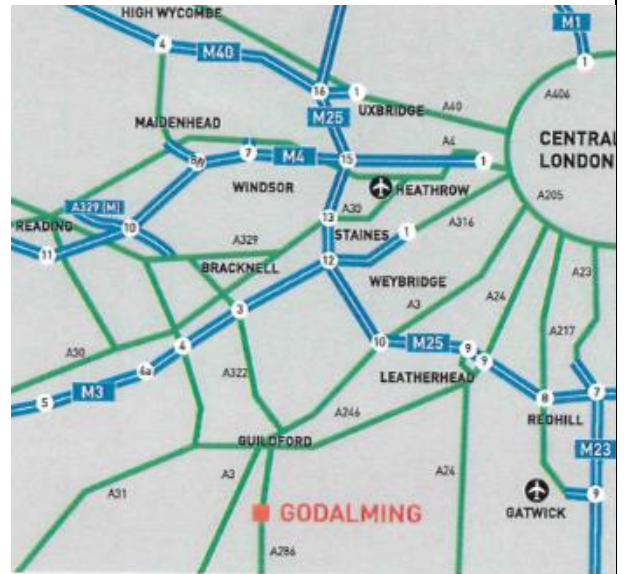 HIGH WYCOMBE
M1
4
M40
1
16
1
A404
M25
UXBRIDGE
A40
MAIDENHEAD
A4
CENTRAL
LONDON
8/9
7
M4
15
1
WINDSOR
HEATHROW
A205
A329 (M)
A30
13
READING
10
STAINES
1
A316
11
A329
12
BRACKNELL
WEYBRIDGE
A23
3
A3
A24
A217
4
10
M25
9
A30
9
6a
A322
LEATHERHEAD
M3
5
8
7
A246
REDHILL
GUILDFORD
M23
A3
A24
A31
9
GODALMING
GATWICK
A286